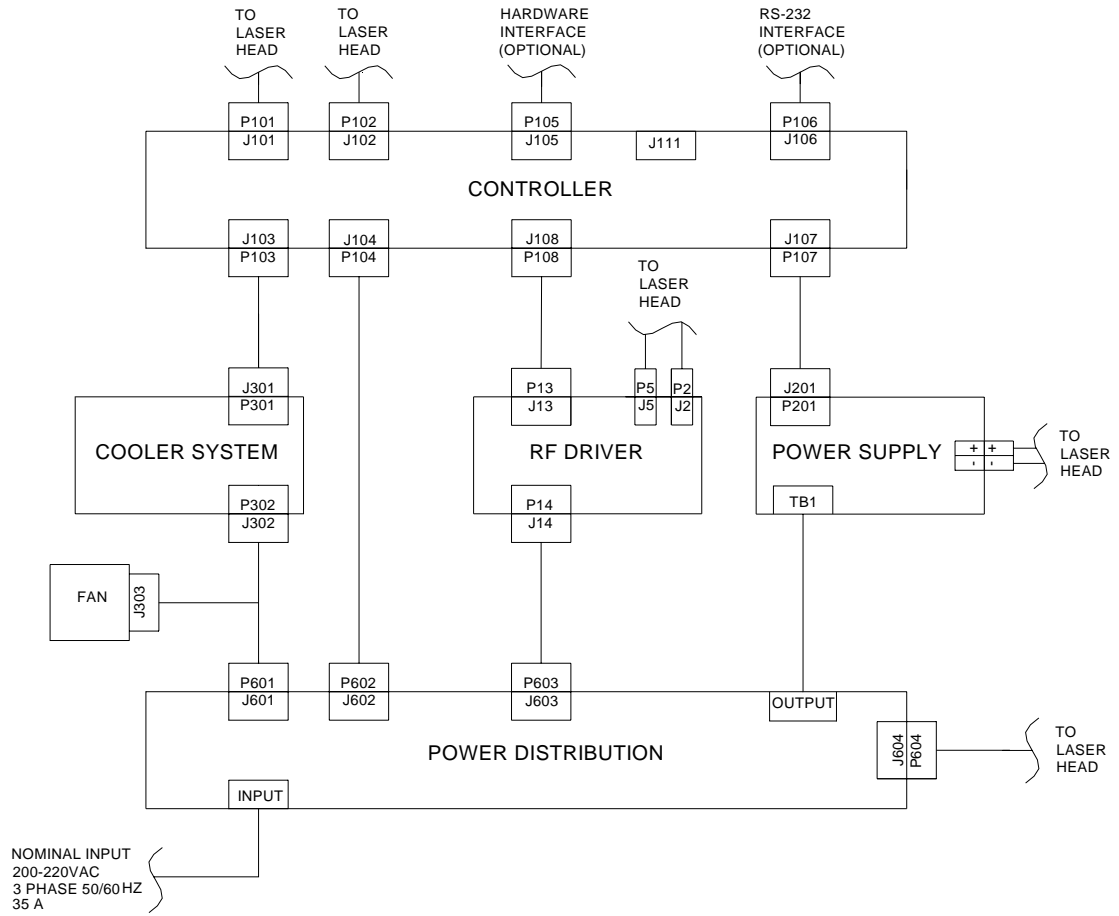 TO
LASER
HEAD
TO
LASER
HEAD
HARDWARE
INTERFACE
(OPTIONAL)
RS-232
INTERFACE
(OPTIONAL)
P101
J101
P102
J102
P105
J105
J111
P106
J106
CONTROLLER
J103
P103
J104
P104
J108
P108
J107
P107
TO
LASER
HEAD
J301
P301
P13
J13
P5
J5
P2
J2
J201
P201
COOLER SYSTEM
RF DRIVER
POWER SUPPLY
+ +
- -
TO
LASER
HEAD
P302
J302
P14
J14
TB1
FAN
J303
P601
J601
P602
J602
P603
J603
OUTPUT
J604
P604
TO
LASER
HEAD
POWER DISTRIBUTION
INPUT
NOMINAL INPUT
200-220VAC
3 PHASE 50/60 HZ
35 A